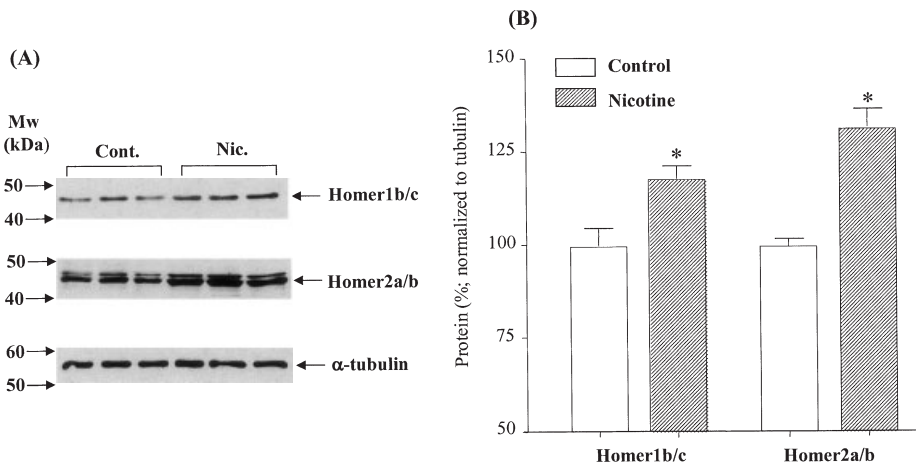 (A)
Mw
(kDa)
Cont.
Nic.
50
40
Homer1b/c
50
40
Homer2a/b
60
50
α-tubulin
(B)
Protein (%; normalized to tubulin)
150
125
100
75
50
Control
Nicotine
*
*
Homer1b/c
Homer2a/b